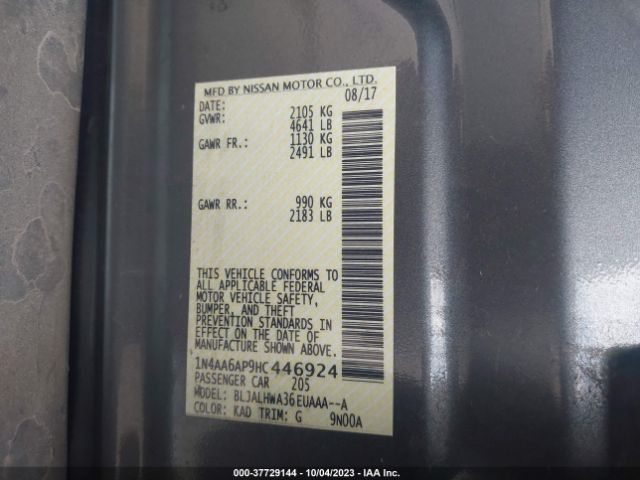 MFD BY NISSAN MOTOR CO., LTD.
DATE: 08/17
GVWR: 2105 KG
4641 LB
GAWR FR.: 1130 KG
2491 LB
GAWR RR.: 990 KG
2183 LB
THIS VEHICLE CONFORMS TO
ALL APPLICABLE FEDERAL
MOTOR VEHICLE SAFETY,
BUMPER, AND THEFT
PREVENTION STANDARDS IN
EFFECT ON THE DATE OF
MANUFACTURE SHOWN ABOVE.
1N4AA6AP9HC446924
PASSENGER CAR 205
MODEL: BLJALHWA36EUAAA--A
COLOR: KAD TRIM: G 9N00A
000-37729144 - 10/04/2023 - IAA Inc.